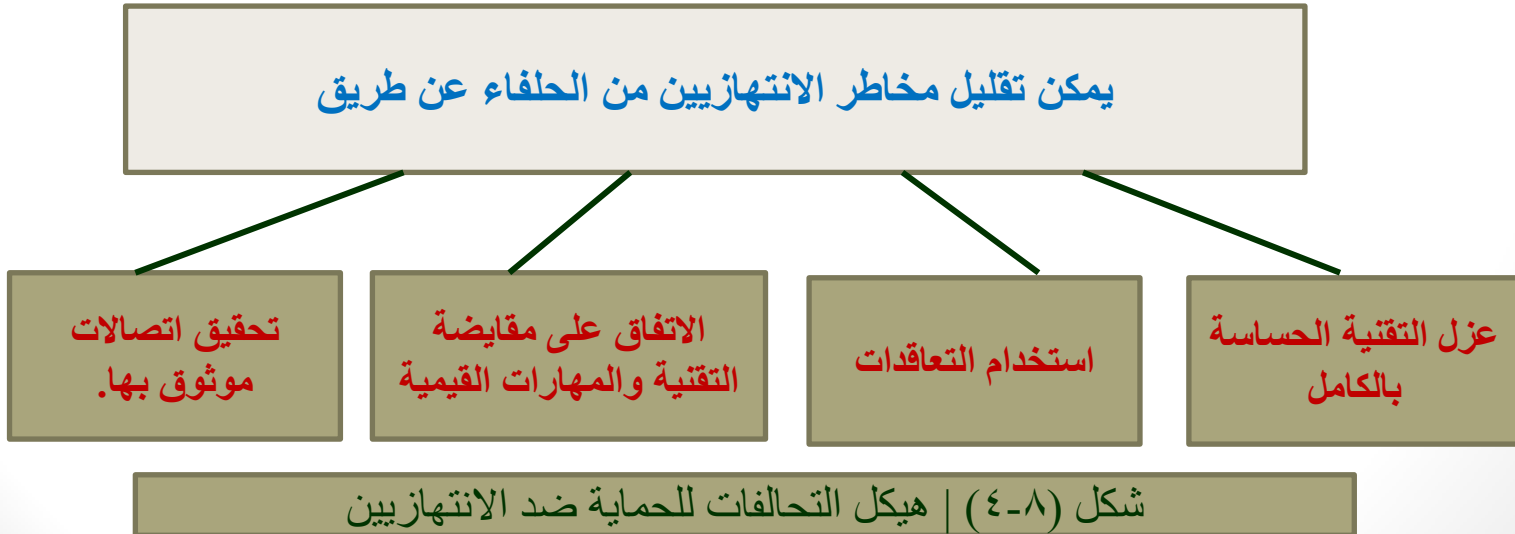 يمكن تقليل مخاطر الانتهازيين من الحلفاء عن طريق
عزل التقنية الحساسة
بالكامل
استخدام التعاقدات
الاتفاق على مقايضة
التقنية والمهارات القيمية
تحقيق اتصالات
موثوق بها.
شكل (٨-٤) | هيكل التحالفات للحماية ضد الانتهازيين